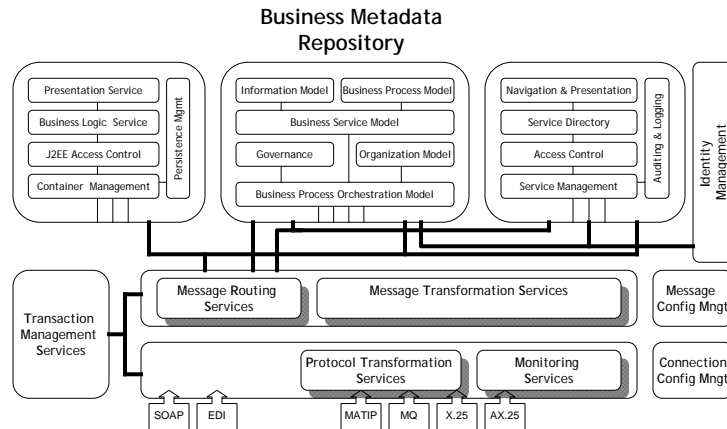 Business Metadata
Repository
Presentation Service
Business Logic Service
J2EE Access Control
Container Management
Persistence Mgmt
Information Model
Business Process Model
Business Service Model
Governance
Organization Model
Business Process Orchestration Model
Navigation & Presentation
Service Directory
Access Control
Service Management
Auditing & Logging
Identity
Management
Transaction
Management
Services
Message Routing
Services
Message Transformation Services
Message
Config Mngt
Protocol Transformation
Services
Monitoring
Services
Connection
Config Mngt
SOAP
EDI
MATIP
MQ
X.25
AX.25